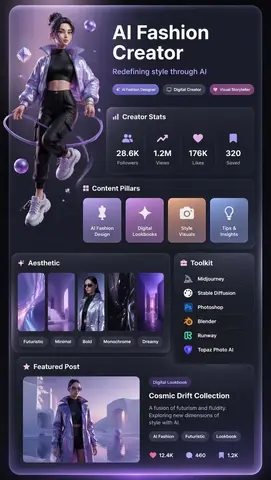 AI Fashion
Creator
Redefining style through AI
AI Fashion Designer
Digital Creator
Visual Storyteller
Creator Stats
28.6K
Followers
1.2M
Views
176K
Likes
320
Saved
Content Pillars
AI Fashion
Design
Digital
Lookbooks
Style
Visuals
Tips &
Insights
Aesthetic
Futuristic
Minimal
Bold
Monochrome
Dreamy
Toolkit
Midjourney
Stable Diffusion
Photoshop
Blender
Runway
Topaz Photo AI
Featured Post
Digital Lookbook
Cosmic Drift Collection
A fusion of futurism and fluidity.
Exploring new dimensions of
style with AI.
AI Fashion
Futuristic
Lookbook
12.4K
460
1.2K